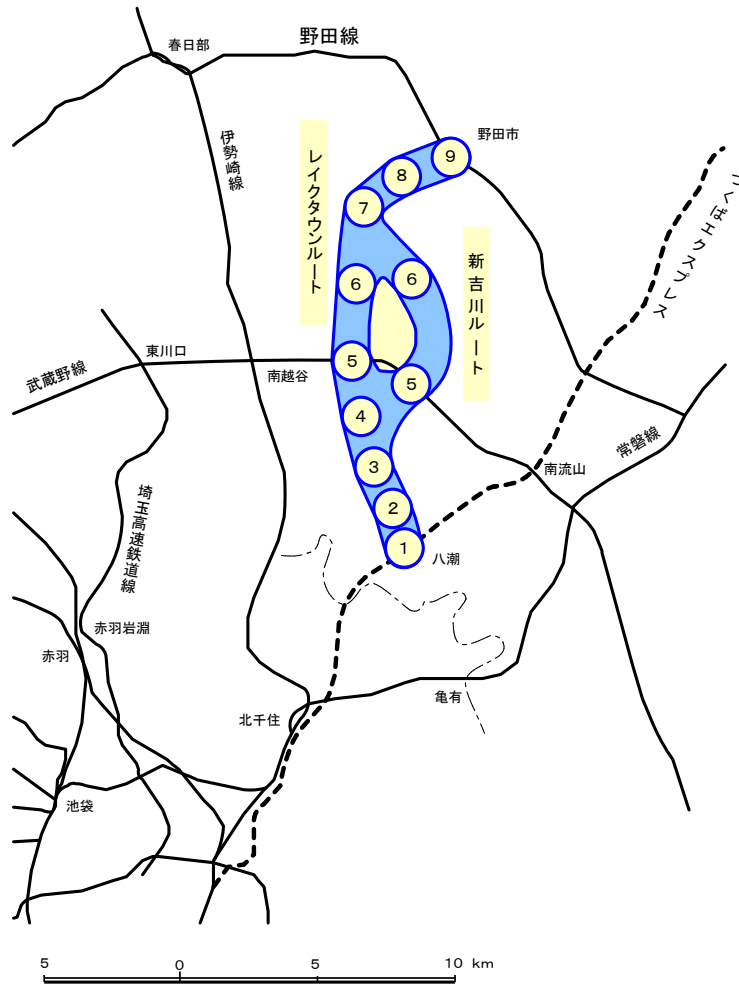 野田線
春日部
野田市
伊勢崎線
レイクタウンルート
新吉川ルート
つくばエクスプレス
9
8
7
6
6
5
5
4
3
2
1
東川口
武蔵野線
南越谷
常磐線
南流山
埼玉高速鉄道線
八潮
赤羽岩淵
赤羽
亀有
北千住
池袋
5 0 5 10 km